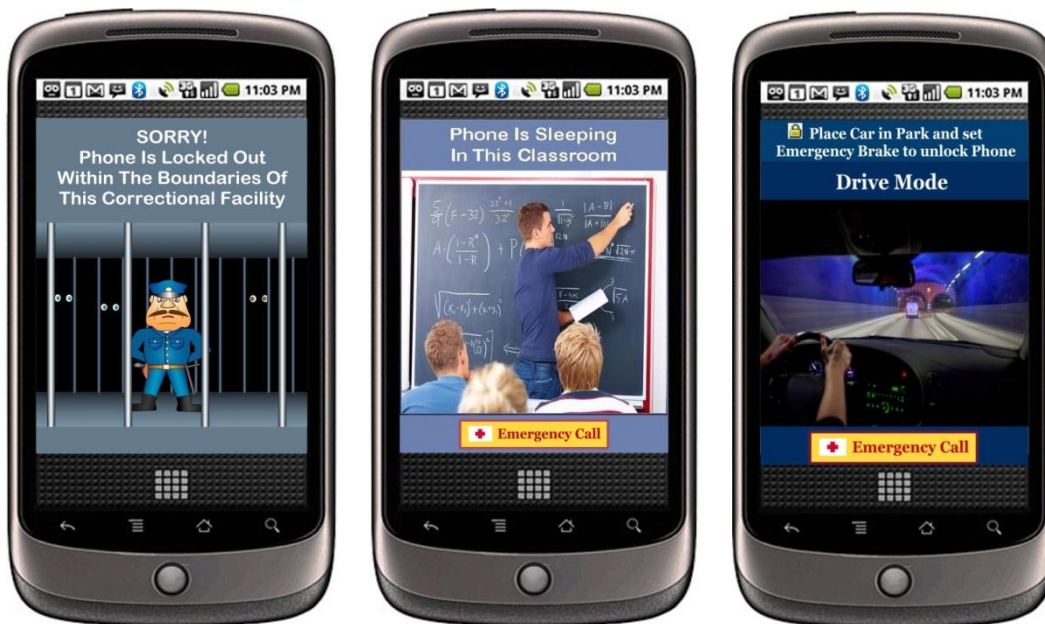 11:03 PM
SORRY!
Phone Is Locked Out
Within The Boundaries Of
This Correctional Facility
11:03 PM
Phone Is Sleeping
In This Classroom
Emergency Call
11:03 PM
Place Car in Park and set
Emergency Brake to unlock Phone
Drive Mode
Emergency Call